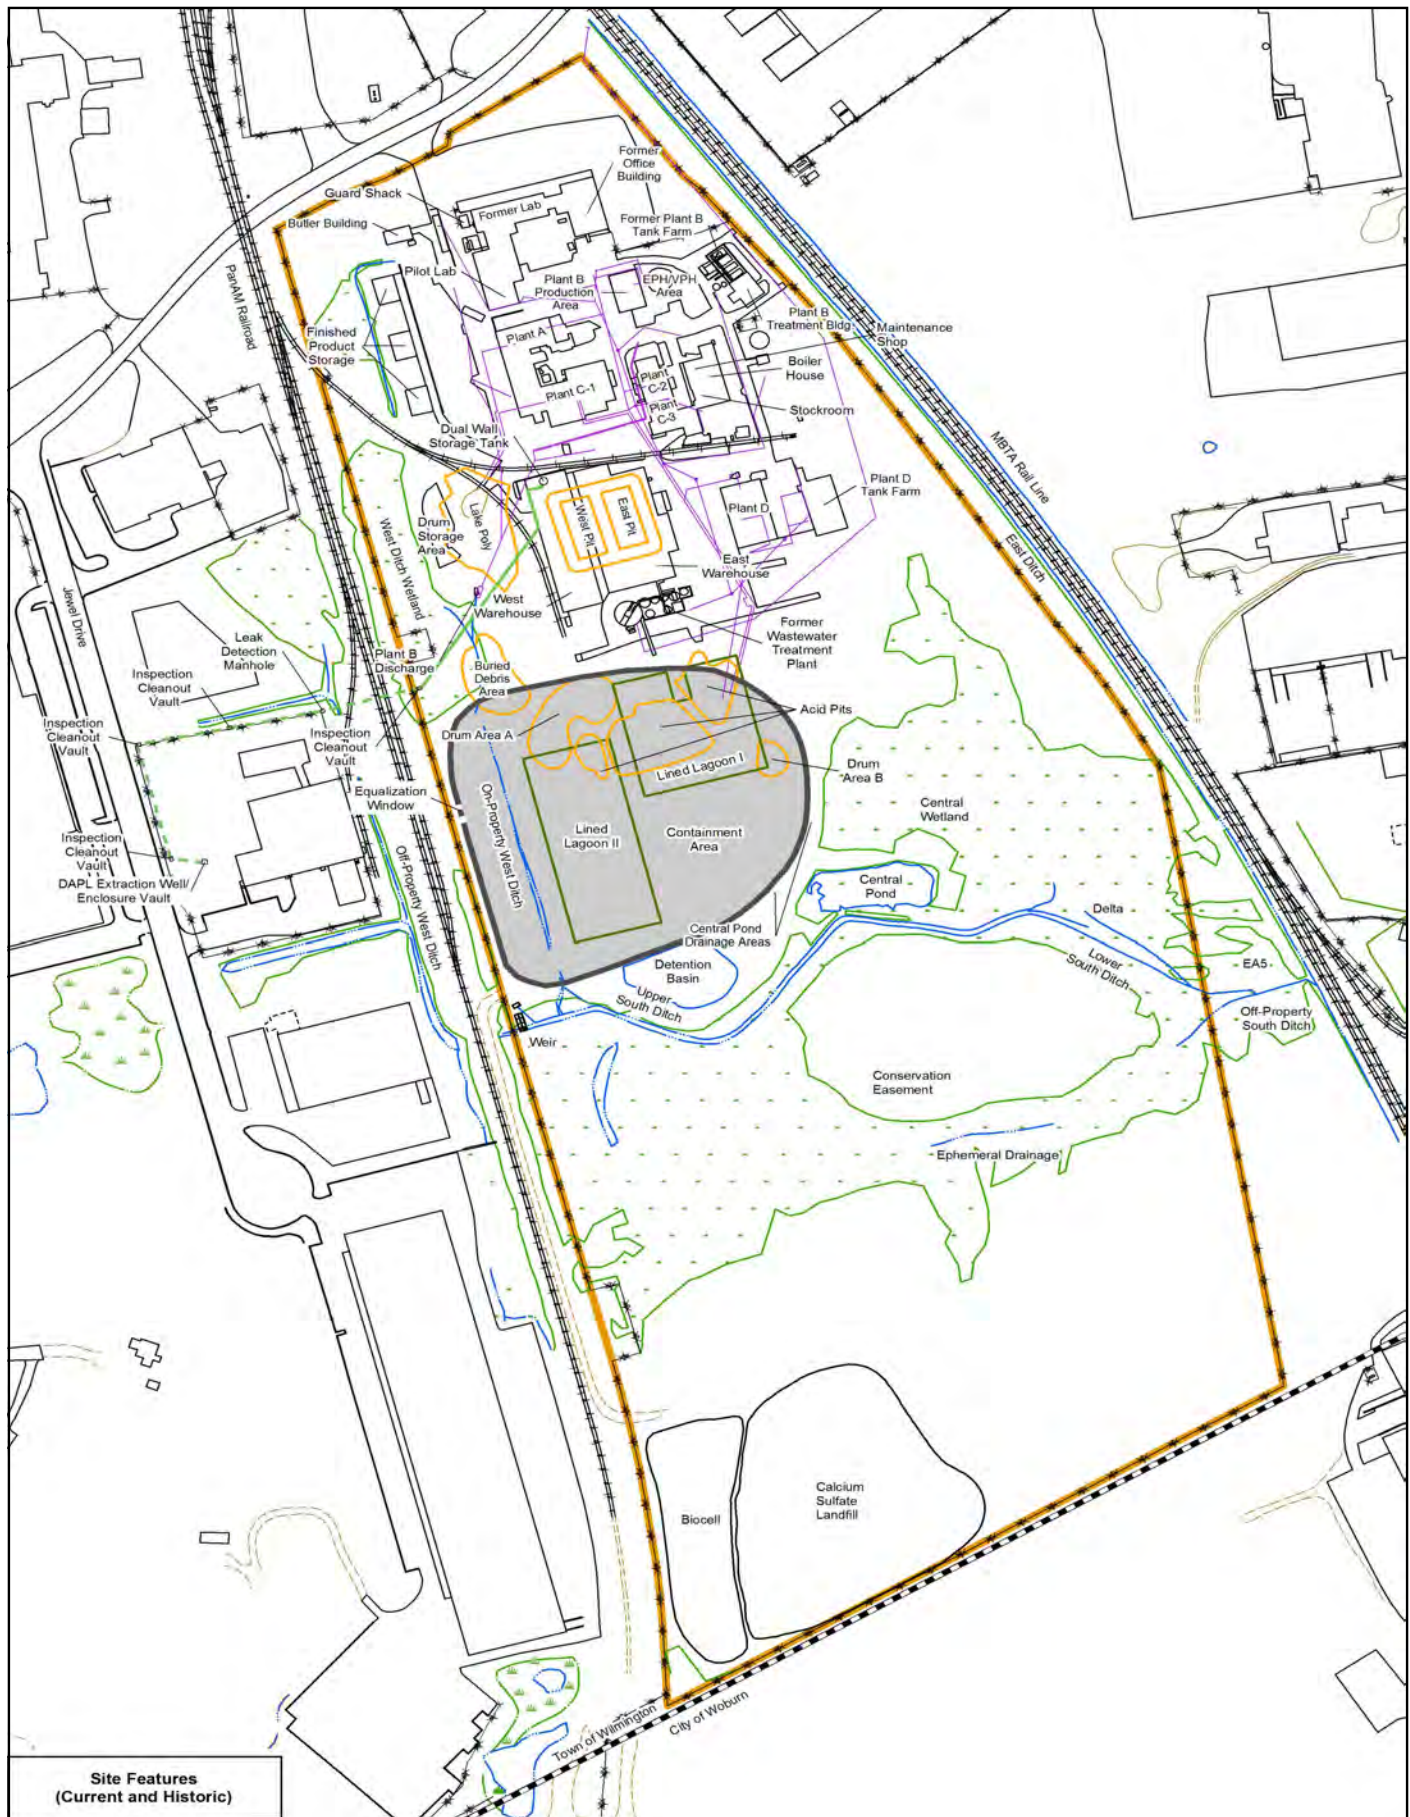 Former
Office
Building
Guard Shack
Former Lab
Butler Building
Former Plant B
Tank Farm
Pilot Lab
Plant B
Production
Area
EPH/VPH
Area
PanAM Railroad
Plant B
Treatment Bldg
Maintenance
Shop
Finished
Product
Storage
Plant A
Boiler
House
Plant
C-2
Plant C-1
Plant
C-3
Stockroom
Dual Wall
Storage Tank
MBTA Rail Line
Plant D
Tank Farm
Lake Poly
West Pit
East Pit
Plant D
Drum
Storage
Area
West Ditch Wetland
East Ditch
East
Warehouse
West
Warehouse
Jewel Drive
Leak
Detection
Manhole
Former
Wastewater
Treatment
Plant
Plant B
Discharge
Buried
Debris
Area
Inspection
Cleanout
Vault
Acid Pits
Inspection
Cleanout
Vault
Inspection
Cleanout
Vault
Drum Area A
Lined Lagoon I
Drum
Area B
Equalization
Window
On-Property West Ditch
Central
Wetland
Lined
Lagoon II
Containment
Area
Inspection
Cleanout
Vault
DAPL Extraction Well/
Enclosure Vault
Off-Property West Ditch
Central
Pond
Delta
Central Pond
Drainage Areas
Lower
South Ditch
EA5
Detention
Basin
Upper
South Ditch
Off-Property
South Ditch
Weir
Conservation
Easement
Ephemeral Drainage
Calcium
Sulfate
Landfill
Biocell
Town of Wilmington
City of Woburn
Site Features
(Current and Historic)